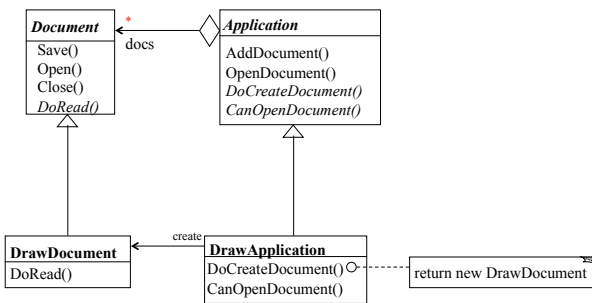 Document
Save()
Open()
Close()
DoRead()
*
docs
Application
AddDocument()
OpenDocument()
DoCreateDocument()
CanOpenDocument()
DrawDocument
DoRead()
create
DrawApplication
DoCreateDocument()
CanOpenDocument()
return new DrawDocument